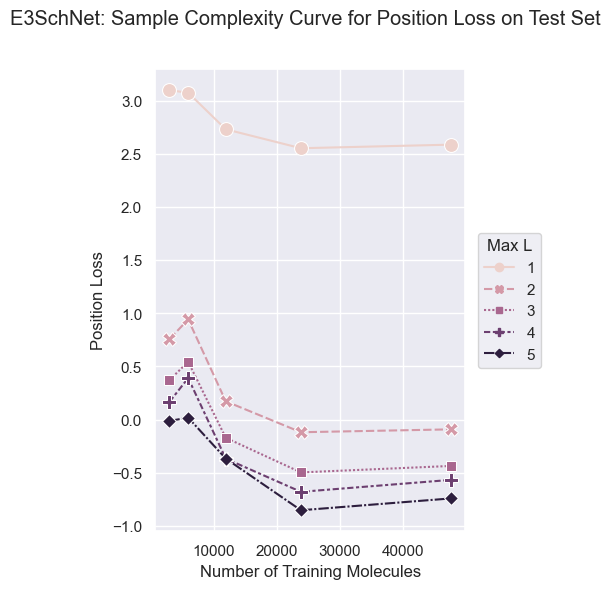 E3SchNet: Sample Complexity Curve for Position Loss on Test Set
3.0
2.5
2.0
1.5
1.0
0.5
0.0
−0.5
−1.0
Position Loss
10000 20000 30000 40000
Number of Training Molecules
Max L
1
2
3
4
5